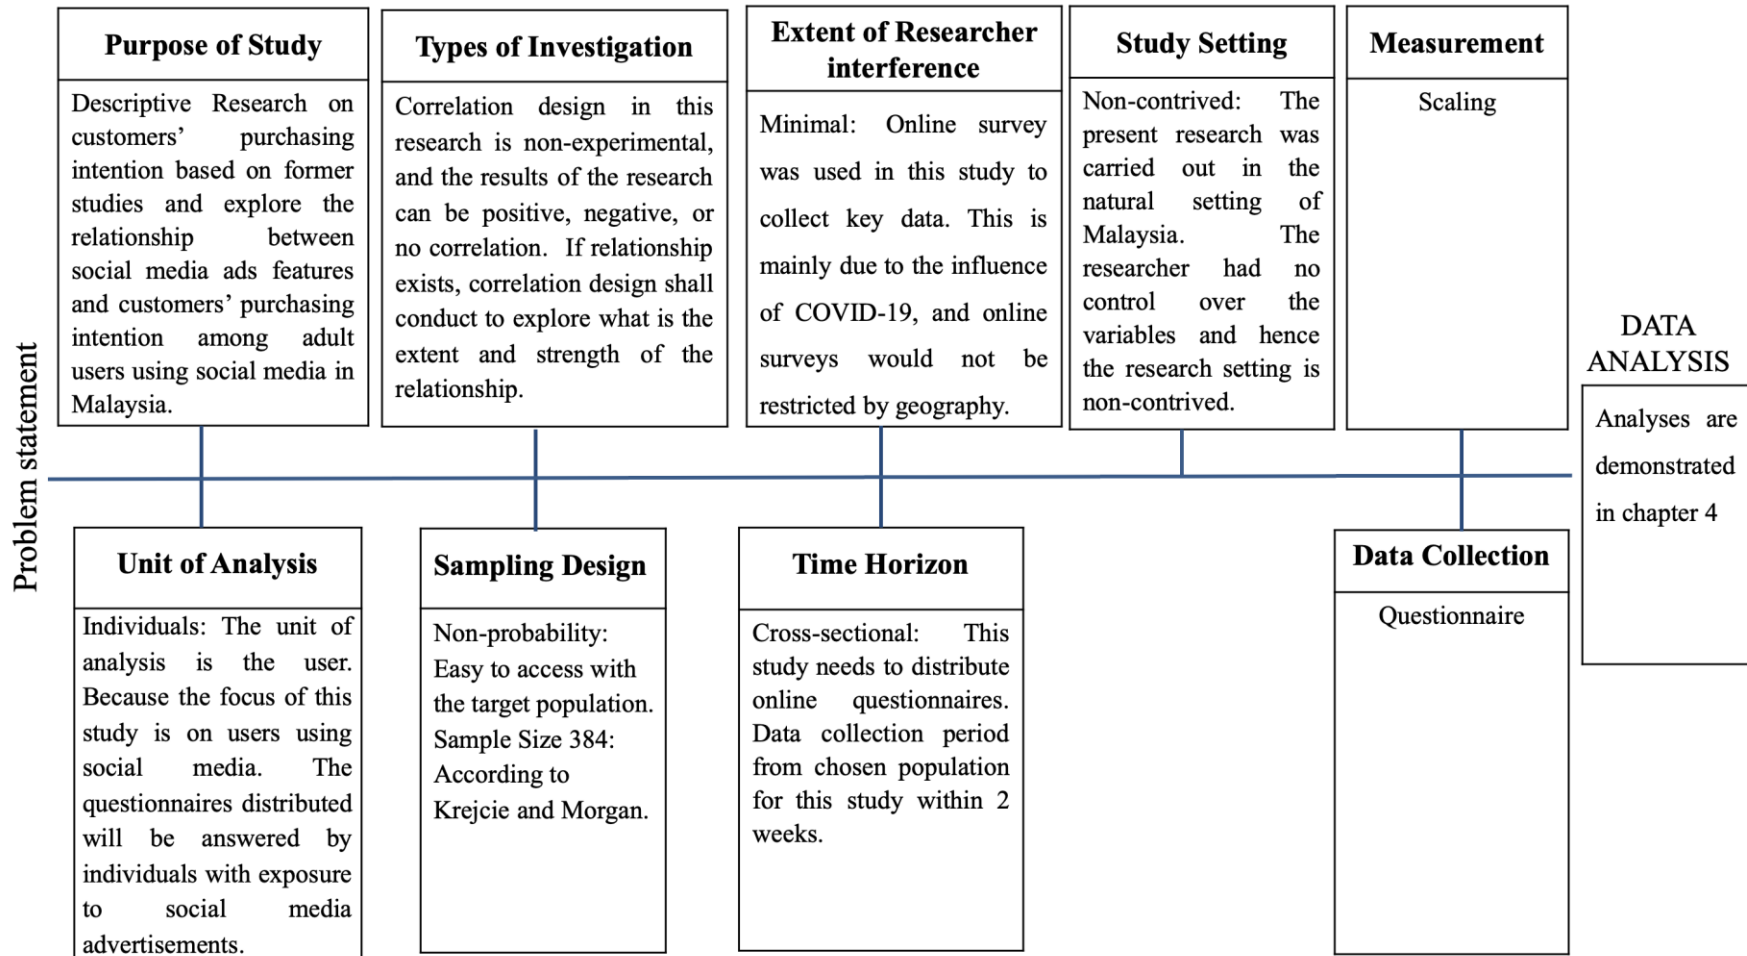 Problem statement
Purpose of Study
Descriptive Research on
customers’ purchasing
intention based on former
studies and explore the
relationship between
social media ads features
and customers’ purchasing
intention among adult
users using social media in
Malaysia.
Types of Investigation
Correlation design in this
research is non-experimental,
and the results of the research
can be positive, negative, or
no correlation. If relationship
exists, correlation design shall
conduct to explore what is the
extent and strength of the
relationship.
Extent of Researcher
interference
Minimal: Online survey
was used in this study to
collect key data. This is
mainly due to the influence
of COVID-19, and online
surveys would not be
restricted by geography.
Study Setting
Non-contrived: The
present research was
carried out in the
natural setting of
Malaysia. The
researcher had no
control over the
variables and hence
the research setting is
non-contrived.
Measurement
Scaling
Unit of Analysis
Individuals: The unit of
analysis is the user.
Because the focus of this
study is on users using
social media. The
questionnaires distributed
will be answered by
individuals with exposure
to social media
advertisements.
Sampling Design
Non-probability:
Easy to access with
the target population.
Sample Size 384:
According to
Krejcie and Morgan.
Time Horizon
Cross-sectional: This
study needs to distribute
online questionnaires.
Data collection period
from chosen population
for this study within 2
weeks.
Data Collection
Questionnaire
DATA
ANALYSIS
Analyses are
demonstrated
in chapter 4